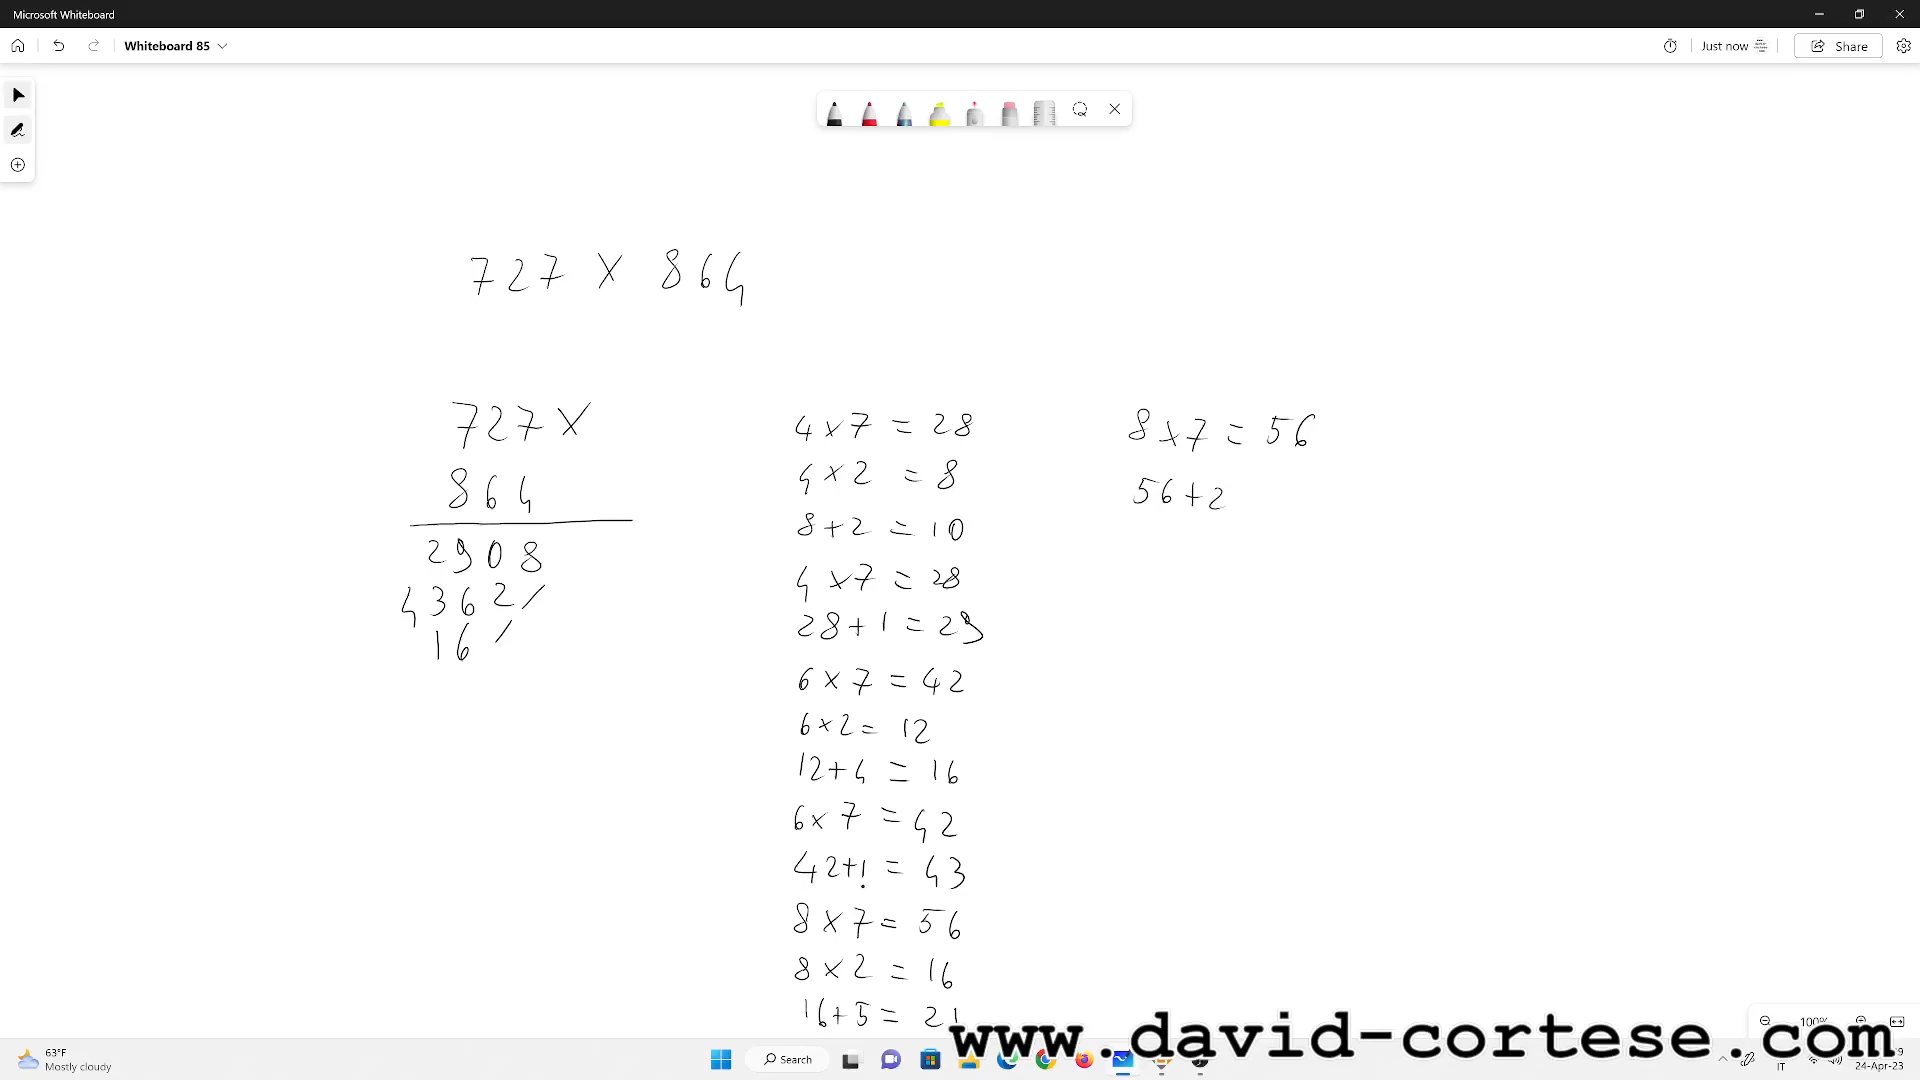 Microsoft Whiteboard
Whiteboard 85
Just now
Share
727 X 864
727 X
864
2908
4362/
16 /
4 x 7 = 28
4 x 2 = 8
8 + 2 = 10
4 x 7 = 28
28 + 1 = 29
6 x 7 = 42
6 x 2 = 12
12 + 4 = 16
6 x 7 = 42
42 + 1 = 43
8 x 7 = 56
8 x 2 = 16
16 + 5 = 21
8 x 7 = 56
56 + 2
100%
www.david-cortese.com
63°F
Mostly cloudy
Search
IT
24-Apr-23